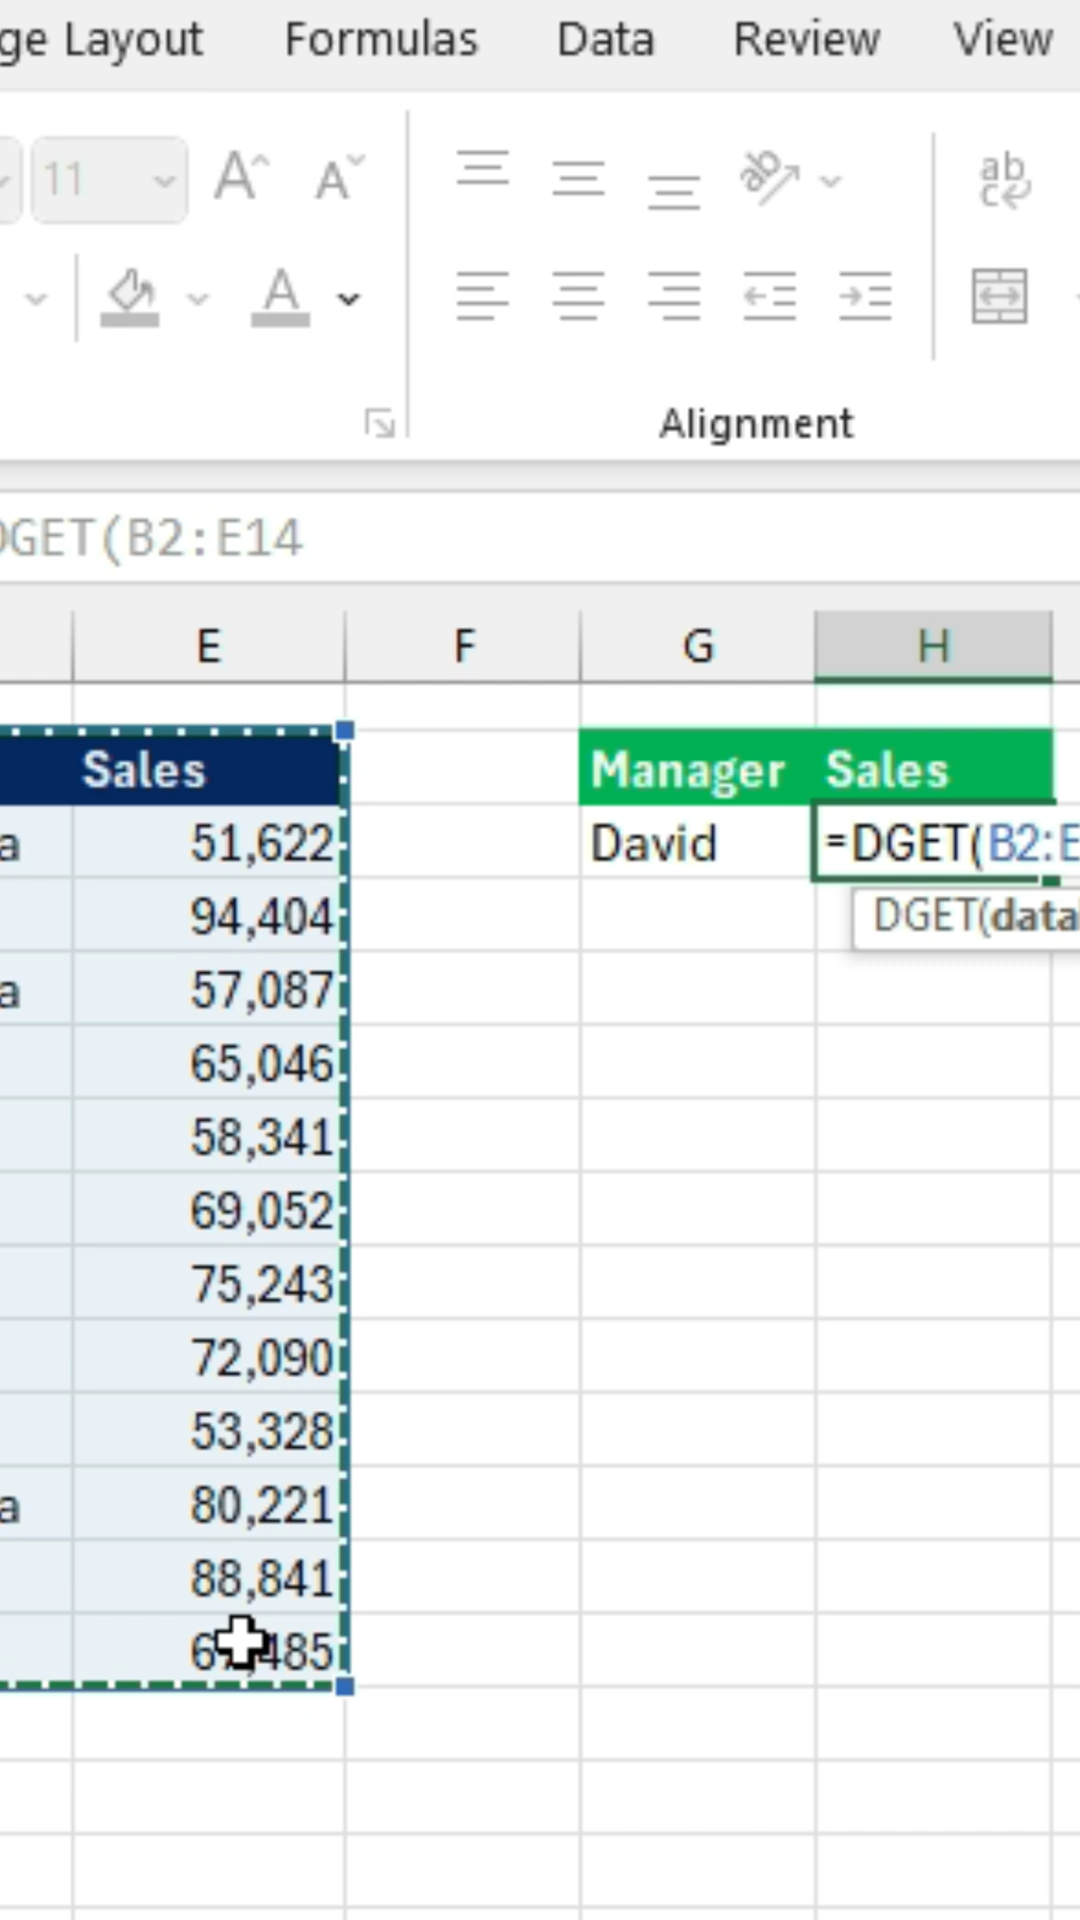 ge Layout Formulas Data Review View
11 A A ab ab c
A
Alignment
DGET(B2:E14
E F G H
Sales Manager Sales
a 51,622 David =DGET(B2:E
94,404 DGET(data
a 57,087
65,046
58,341
69,052
75,243
72,090
53,328
a 80,221
88,841